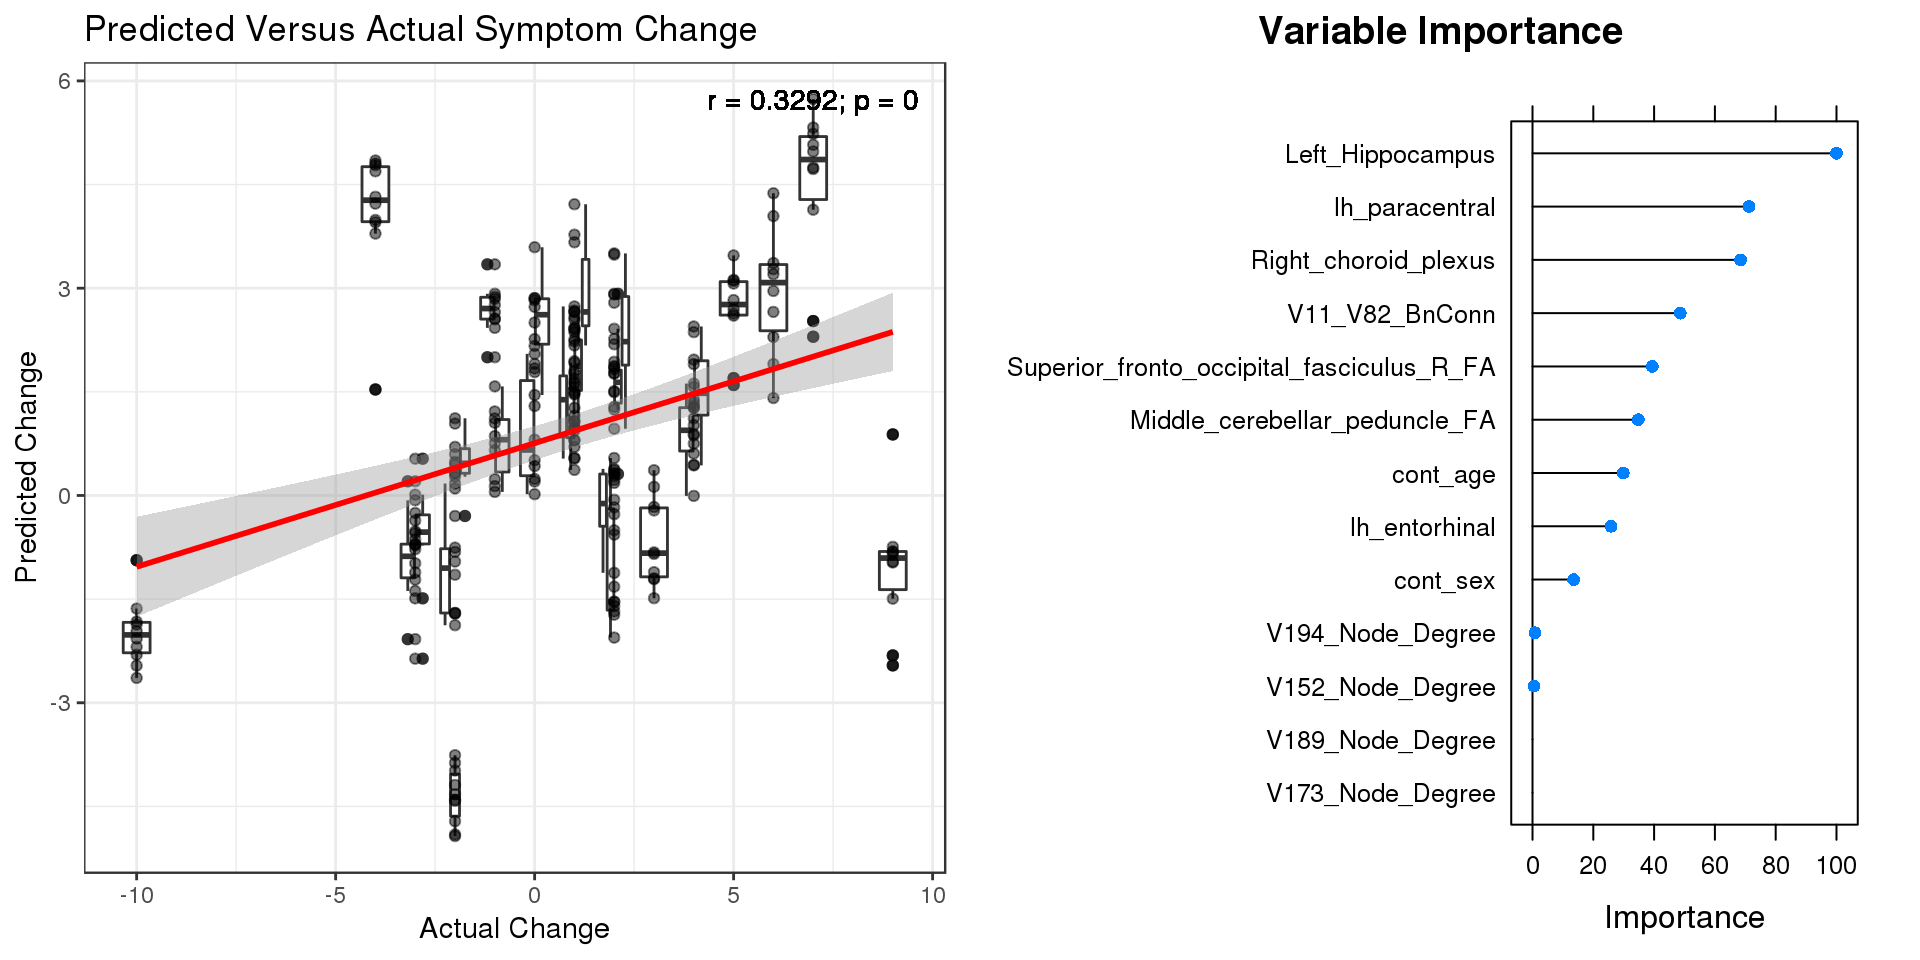 Predicted Versus Actual Symptom Change
r = 0.3292; p = 0
6
3
0
-3
Predicted Change
-10
-5
0
5
10
Actual Change
Variable Importance
Left_Hippocampus
lh_paracentral
Right_choroid_plexus
V11_V82_BnConn
Superior_fronto_occipital_fasciculus_R_FA
Middle_cerebellar_peduncle_FA
cont_age
lh_entorhinal
cont_sex
V194_Node_Degree
V152_Node_Degree
V189_Node_Degree
V173_Node_Degree
0
20
40
60
80
100
Importance